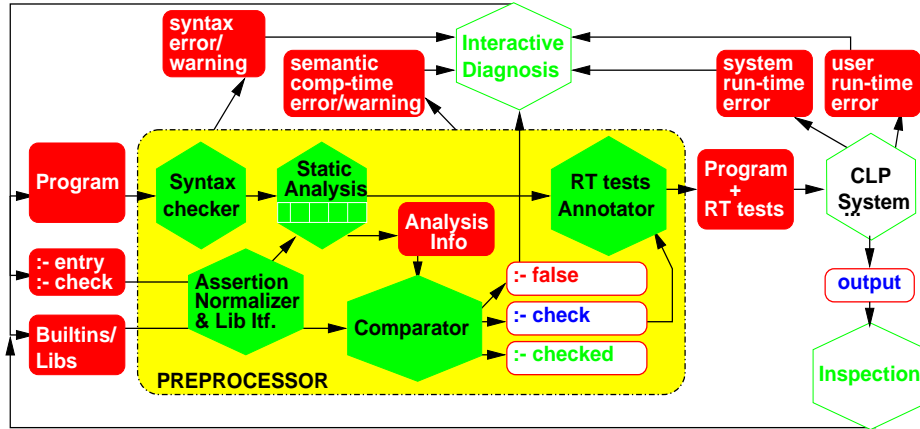 syntax
error/
warning
semantic
comp-time
error/warning
Interactive
Diagnosis
system
run-time
error
user
run-time
error
Program
Syntax
checker
Static
Analysis
Analysis
Info
RT tests
Annotator
Program
+
RT tests
CLP
System
...
:- entry
:- check
Assertion
Normalizer
& Lib Itf.
Builtins/
Libs
Comparator
:- false
:- check
:- checked
output
Inspection
PREPROCESSOR